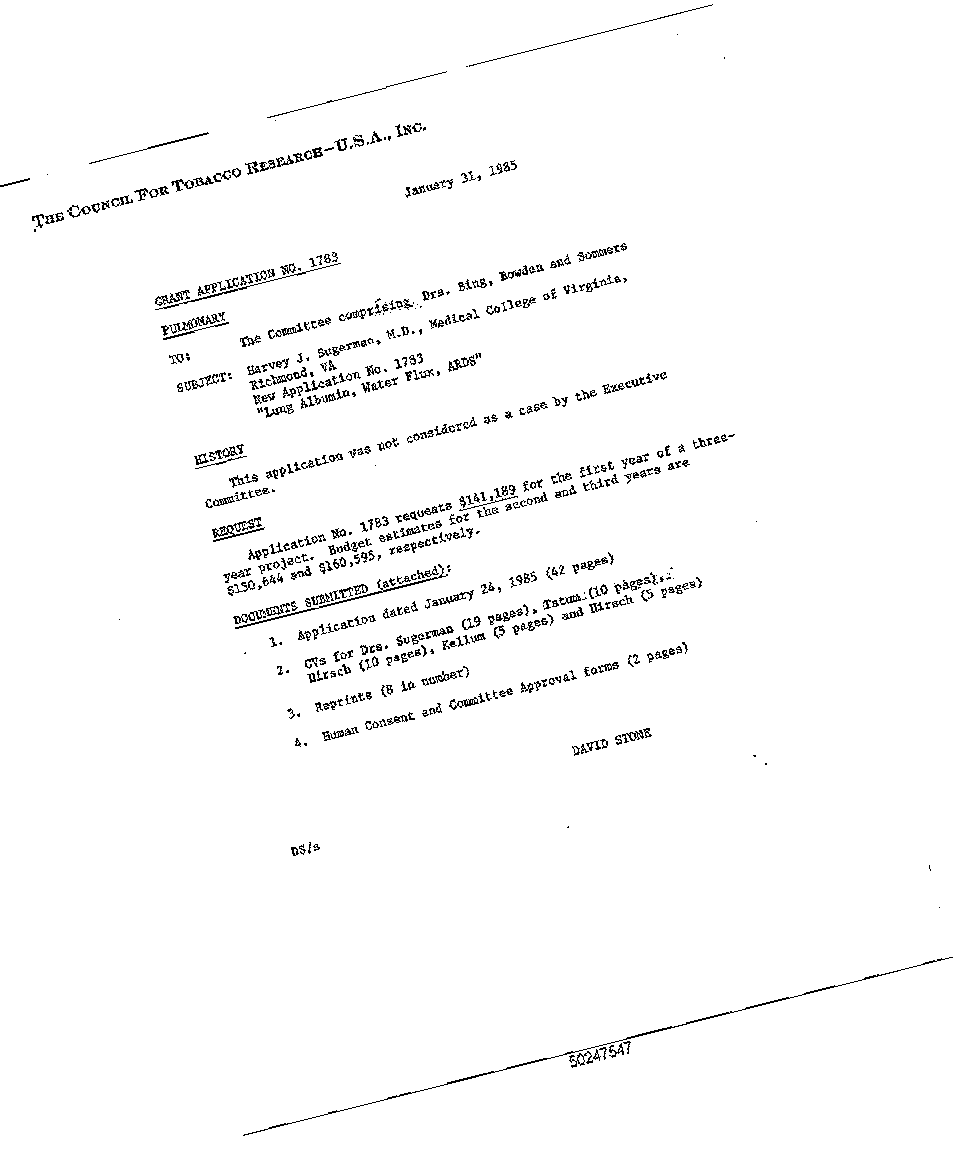 THE COUNCIL FOR TOBACCO RESEARCH–U.S.A., INC.
January 31, 1985
GRANT APPLICATION NO. 1783
PULMONARY
TO: The Committee comprising Drs. Bing, Bowden and Sommers
SUBJECT: Harvey J. Sugerman, M.D., Medical College of Virginia,
Richmond, VA
New Application No. 1783
"Lung Albumin, Water Flux, ARDS"
HISTORY
This application was not considered as a case by the Executive
Committee.
REQUEST
Application No. 1783 requests $141,189 for the first year of a three-
year project. Budget estimates for the second and third years are
$150,644 and $160,595, respectively.
DOCUMENTS SUBMITTED (attached):
1. Application dated January 24, 1985 (42 pages)
2. CVs for Drs. Sugerman (19 pages), Tatum (10 pages),
Hirsch (10 pages), Kellum (5 pages) and Hirsch (5 pages)
3. Reprints (8 in number)
4. Human Consent and Committee Approval forms (2 pages)
DAVID STONE
DS/s
50247547